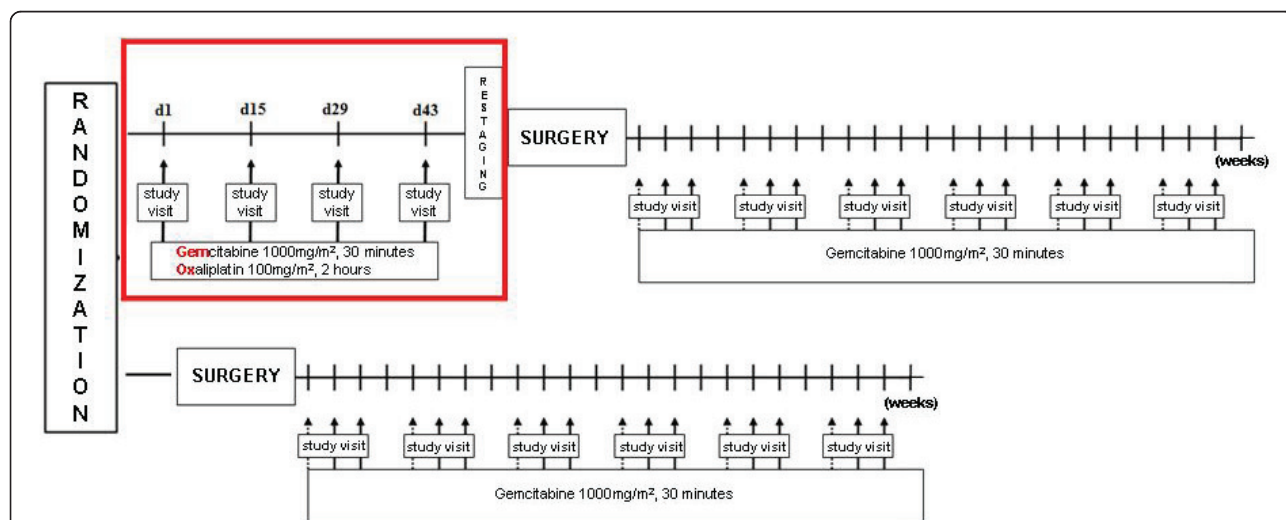 RANDOMIZATION
d1 d15 d29 d43
RESTAGING
study visit
study visit
study visit
study visit
Gemcitabine 1000mg/m², 30 minutes
Oxaliplatin 100mg/m², 2 hours
SURGERY
(weeks)
study visit study visit study visit study visit study visit study visit
Gemcitabine 1000mg/m², 30 minutes
SURGERY
(weeks)
study visit study visit study visit study visit study visit study visit
Gemcitabine 1000mg/m², 30 minutes